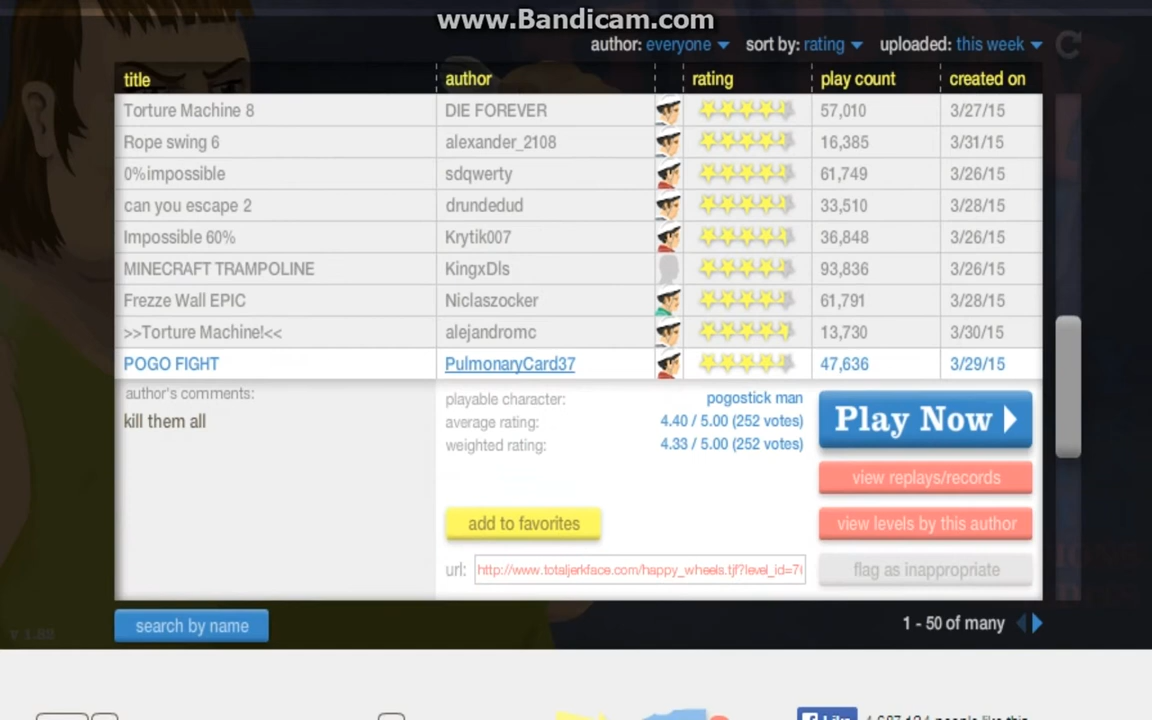 www.Bandicam.com
author: everyone sort by: rating uploaded: this week
title author rating play count created on
Torture Machine 8 DIE FOREVER 57,010 3/27/15
Rope swing 6 alexander_2108 16,385 3/31/15
0%impossible sdqwerty 61,749 3/26/15
can you escape 2 drundedud 33,510 3/28/15
Impossible 60% Krytik007 36,848 3/26/15
MINECRAFT TRAMPOLINE KingxDls 93,836 3/26/15
Frezze Wall EPIC Niclaszocker 61,791 3/28/15
>>Torture Machine!<< alejandromc 13,730 3/30/15
POGO FIGHT PulmonaryCard37 47,636 3/29/15
author's comments:
kill them all
playable character: pogostick man
average rating: 4.40 / 5.00 (252 votes)
weighted rating: 4.33 / 5.00 (252 votes)
Play Now
view replays/records
add to favorites
view levels by this author
url: http://www.totaljerkface.com/happy_wheels.tjf?level_id=7
flag as inappropriate
search by name
1 - 50 of many
v 1.82
Like